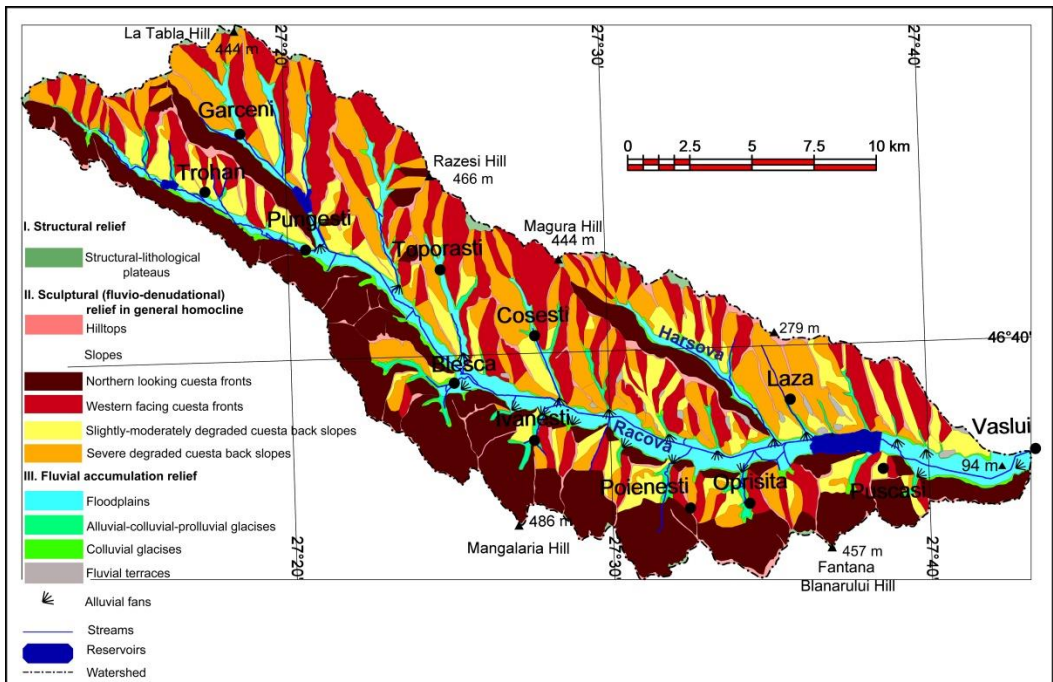 La Tabla Hill
444 m
27°20'
27°30'
27°40'
Garceni
0 2.5 5 7.5 10 km
Razesi Hill
466 m
Trohan
Pungesti
Magura Hill
444 m
Toporasti
I. Structural relief
Structural-lithological
plateaus
II. Sculptural (fluvio-denudational)
relief in general homocline
Hilltops
Slopes
Northern looking cuesta fronts
Western facing cuesta fronts
Slightly-moderately degraded cuesta back slopes
Severe degraded cuesta back slopes
III. Fluvial accumulation relief
Floodplains
Alluvial-colluvial-prolluvial glacises
Colluvial glacises
Fluvial terraces
Alluvial fans
Streams
Reservoirs
Watershed
Cosesti
Harsova
279 m
46°40'
Blesca
Laza
Ivanesti
Racova
Vaslui
94 m
Poienesti
Oprisita
Puscasi
486 m
Mangalaria Hill
457 m
Fantana
Blanarului Hill
27°20'
27°30'
27°40'